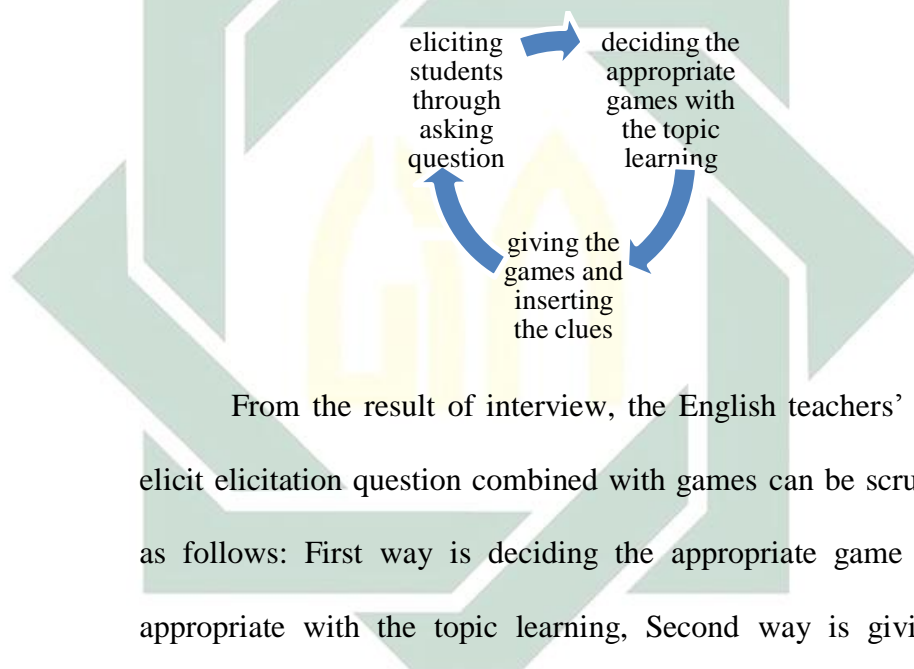 eliciting
students
through
asking
question
deciding the
appropriate
games with
the topic
learning
giving the
games and
inserting
the clues
From the result of interview, the English teachers’
elicit elicitation question combined with games can be
as follows: First way is deciding the appropriate game
appropriate with the topic learning, Second way is